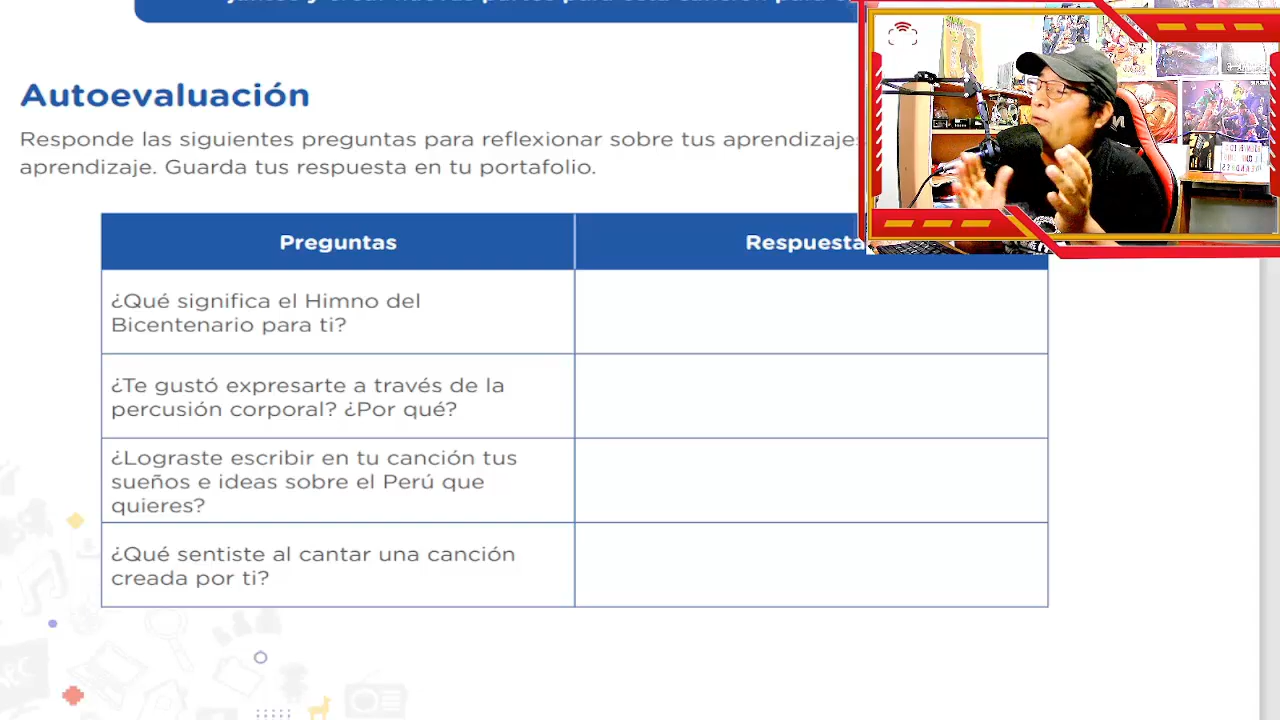 Autoevaluación
Responde las siguientes preguntas para reflexionar sobre tus
aprendizaje. Guarda tus respuesta en tu portafolio.
Preguntas
¿Qué significa el Himno del
Bicentenario para ti?
¿Te gustó expresarte a través de la
percusión corporal? ¿Por qué?
¿Lograste escribir en tu canción tus
sueños e ideas sobre el Perú que
quieres?
¿Qué sentiste al cantar una canción
creada por ti?